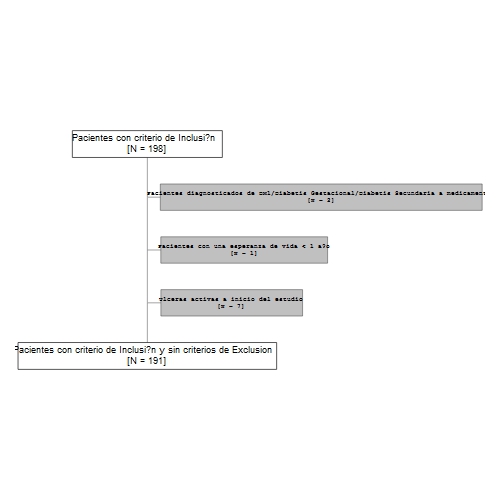 Pacientes con criterio de Inclusi?n
[N = 198]
Pacientes diagnosticados de DM1/Diabetis Gestacional/Diabetis Secundaria a medicament
Pacientes con una esperanza de vida < 1 a?o
[N = 1]
Ulceras activas a inicio del estudio
[N = 7]
Pacientes con criterio de Inclusi?n y sin criterios de Exclusion
[N = 191]